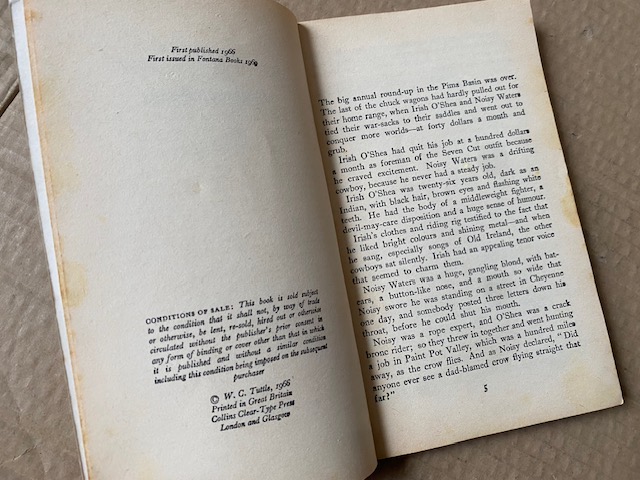 First published 1966
First issued in Fontana Books 196
CONDITIONS OF SALE: This book is sold subject
to the condition that it shall not, by way of trade
or otherwise, be lent, re-sold, hired out or otherwise
circulated without the publisher's prior consent in
any form of binding or cover other than that in which
it is published and without a similar condition
including this condition being imposed on the subsequent
purchaser
© W. C. Tuttle, 1966
Printed in Great Britain
Collins Clear-Type Press
London and Glasgow
The big annual round-up in the Pima Basin was over.
The last of the chuck wagons had hardly pulled out for
their home range, when Irish O'Shea and Noisy Waters
tied their war-sacks to their saddles and went out to
conquer more worlds—at forty dollars a month and
grub.
Irish O'Shea had quit his job at a hundred dollars
a month as foreman of the Seven Cut outfit because
he craved excitement. Noisy Waters was a drifting
cowboy, because he never had a steady job.
Irish O'Shea was twenty-six years old, dark as an
Indian, with black hair, brown eyes and flashing white
teeth. He had the body of a middleweight fighter, a
devil-may-care disposition and a huge sense of humour.
Irish's clothes and riding rig testified to the fact that
he liked bright colours and shining metal—and when
he sang, especially songs of Old Ireland, the other
cowboys sat silently. Irish had an appealing tenor voice
that seemed to charm them.
Noisy Waters was a huge, gangling blond, with bat-
ears, a button-like nose, and a mouth so wide that
Noisy swore he was standing on a street in Cheyenne
one day, and somebody posted three letters down his
throat, before he could shut his mouth.
Noisy was a rope expert, and O'Shea was a crack
bronc rider; so they threw in together and went hunting
a job in Paint Pot Valley, which was a hundred miles
away, as the crow flies. And as Noisy declared, "Did
anyone ever see a dad-blamed crow flying straight that
far?"
5